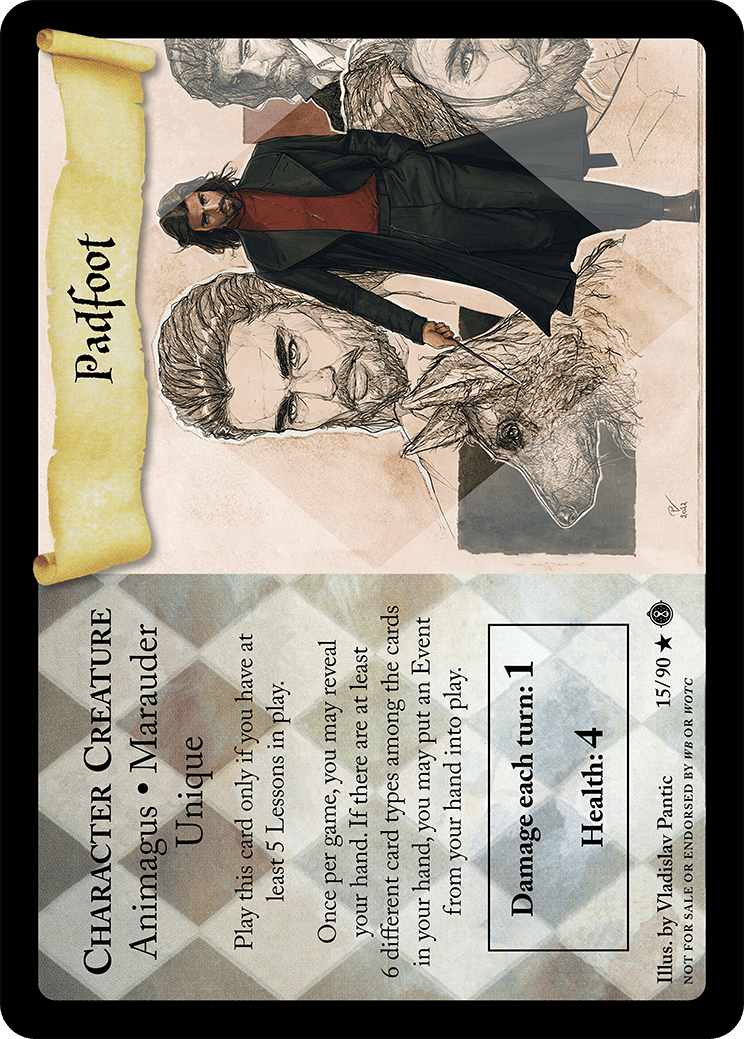 Padfoot
CHARACTER CREATURE
Animagus • Marauder
Unique
Play this card only if you have at
least 5 Lessons in play.
Once per game, you may reveal
your hand. If there are at least
6 different card types among the cards
in your hand, you may put an Event
from your hand into play.
Damage each turn: 1
Health: 4
Illus. by Vladislav Pantic 15/90 ★
NOT FOR SALE OR ENDORSED BY WB OR WOTC
2022